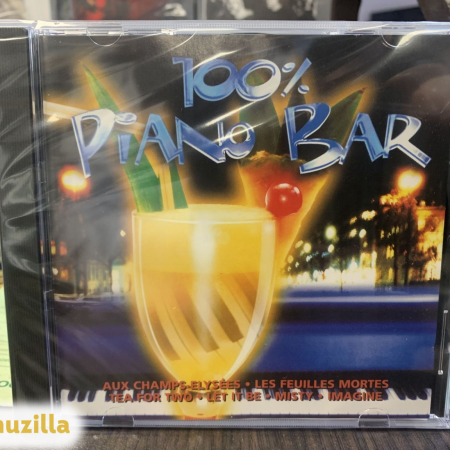 100%
PIANO BAR
AUX CHAMPS-ELYSÉES • LES FEUILLES MORTES
TEA FOR TWO • LET IT BE • MISTY • IMAGINE
uzilla